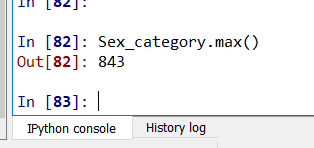 In [82]:
In [82]: Sex_category.max()
Out[82]: 843
In [83]:
IPython console
History log